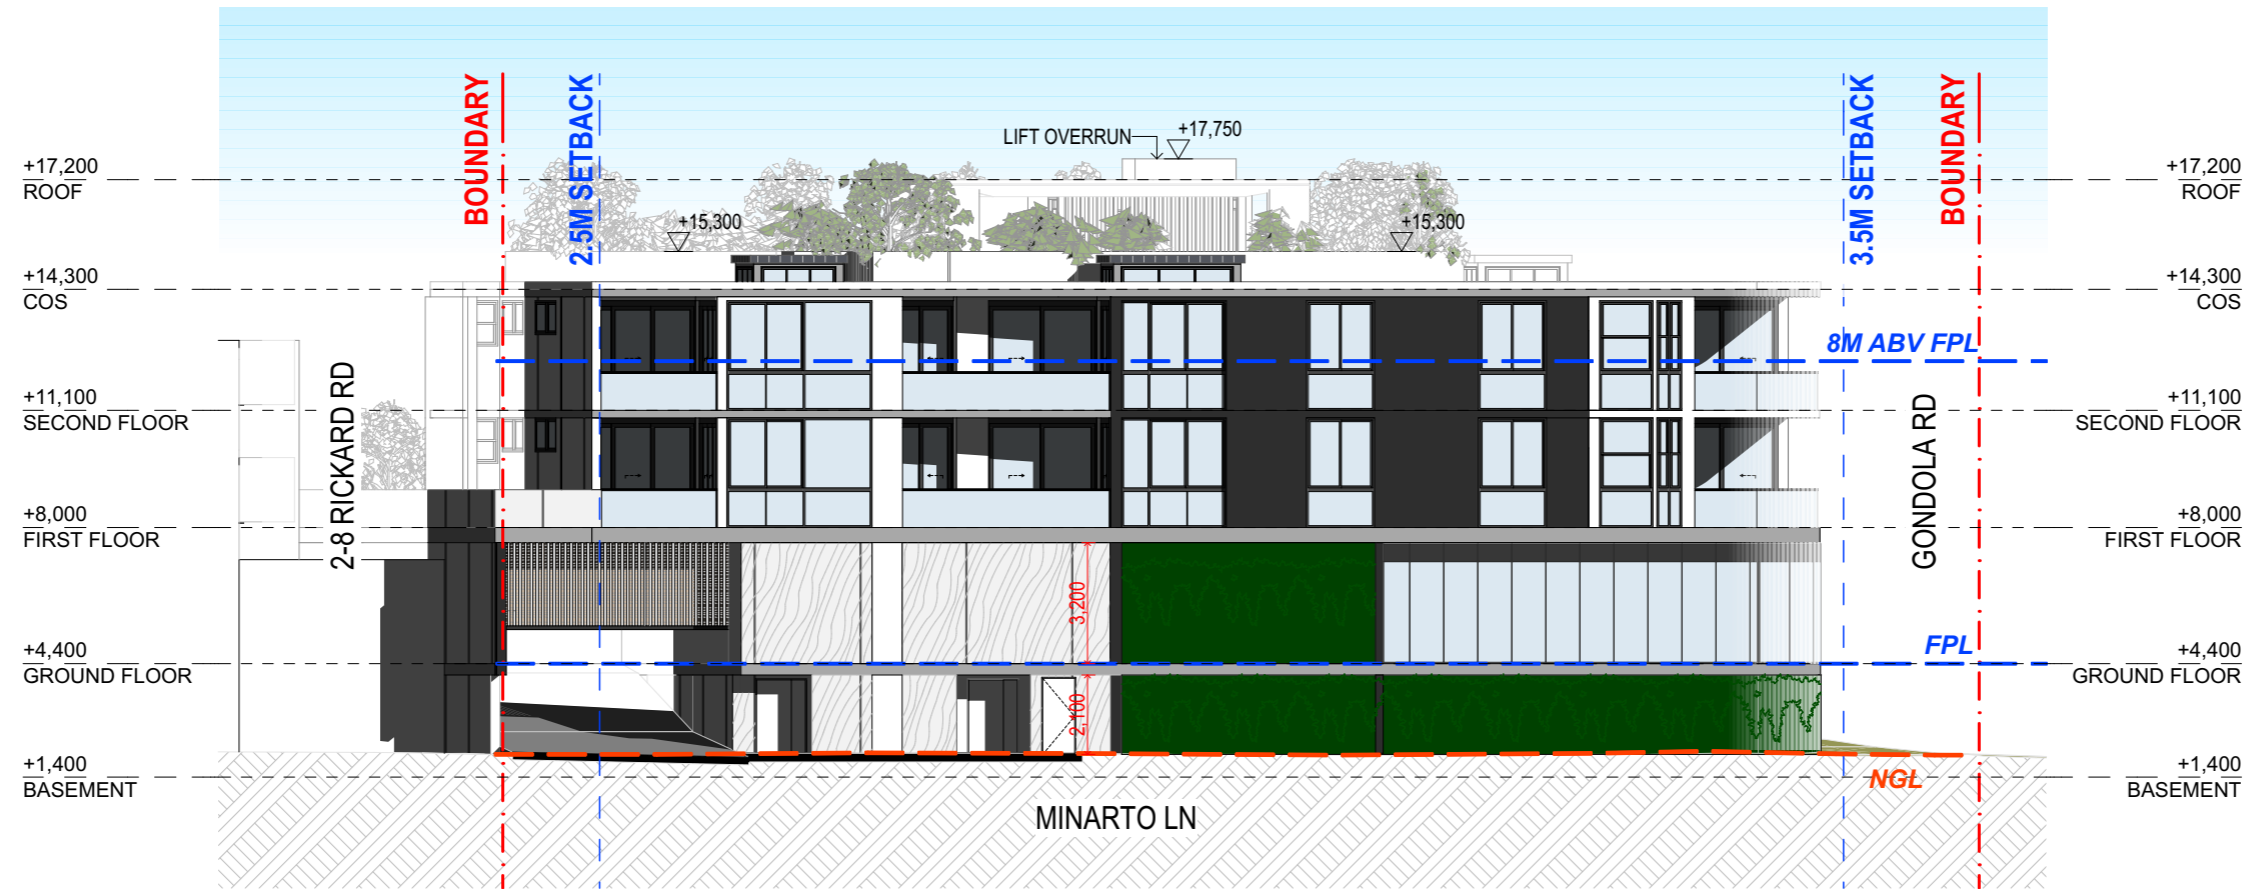 BOUNDARY
2.5M SETBACK
3.5M SETBACK
BOUNDARY
LIFT OVERRUN
+17,750
+17,200
ROOF
+17,200
ROOF
+15,300
+15,300
+14,300
COS
+14,300
COS
8M ABV FPL
2-8 RICKARD RD
GONDOLA RD
+11,100
SECOND FLOOR
+11,100
SECOND FLOOR
+8,000
FIRST FLOOR
+8,000
FIRST FLOOR
3,200
FPL
+4,400
GROUND FLOOR
+4,400
GROUND FLOOR
2,100
+1,400
BASEMENT
NGL
+1,400
BASEMENT
MINARTO LN